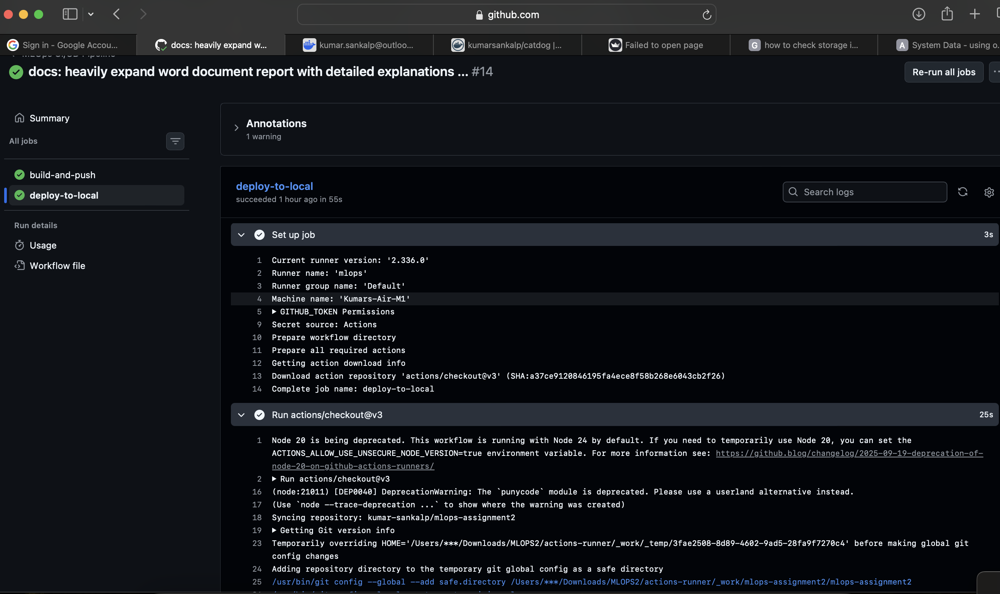 github.com
Sign in - Google Accou...
docs: heavily expand w...
kumar.sankalp@outloo...
kumarsankalp/catdog |...
Failed to open page
G how to check storage i...
A System Data - using o.
MLOps CI/CD Pipeline
docs: heavily expand word document report with detailed explanations ... #14
Re-run all jobs
Summary
All jobs
build-and-push
deploy-to-local
Run details
Usage
Workflow file
Annotations
1 warning
deploy-to-local
succeeded 1 hour ago in 55s
Search logs
Set up job 3s
1 Current runner version: '2.336.0'
2 Runner name: 'mlops'
3 Runner group name: 'Default'
4 Machine name: 'Kumars-Air-M1'
5 ▶ GITHUB_TOKEN Permissions
9 Secret source: Actions
10 Prepare workflow directory
11 Prepare all required actions
12 Getting action download info
13 Download action repository 'actions/checkout@v3' (SHA:a37ce9120846195fa4ece8f58b268e6043cb2f26)
14 Complete job name: deploy-to-local
Run actions/checkout@v3 25s
1 Node 20 is being deprecated. This workflow is running with Node 24 by default. If you need to temporarily use Node 20, you can set the
ACTIONS_ALLOW_USE_UNSECURE_NODE_VERSION=true environment variable. For more information see: https://github.blog/changelog/2025-09-19-deprecation-of-
node-20-on-github-actions-runners/
2 ▶ Run actions/checkout@v3
16 (node:21011) [DEP0040] DeprecationWarning: The `punycode` module is deprecated. Please use a userland alternative instead.
17 (Use `node --trace-deprecation ...` to show where the warning was created)
18 Syncing repository: kumar-sankalp/mlops-assignment2
19 ▶ Getting Git version info
23 Temporarily overriding HOME='/Users/***/Downloads/MLOPS2/actions-runner/_work/_temp/3fae2508-8d89-4602-9ad5-28fa9f7270c4' before making global git
config changes
24 Adding repository directory to the temporary git global config as a safe directory
25 /usr/bin/git config --global --add safe.directory /Users/***/Downloads/MLOPS2/actions-runner/_work/mlops-assignment2/mlops-assignment2